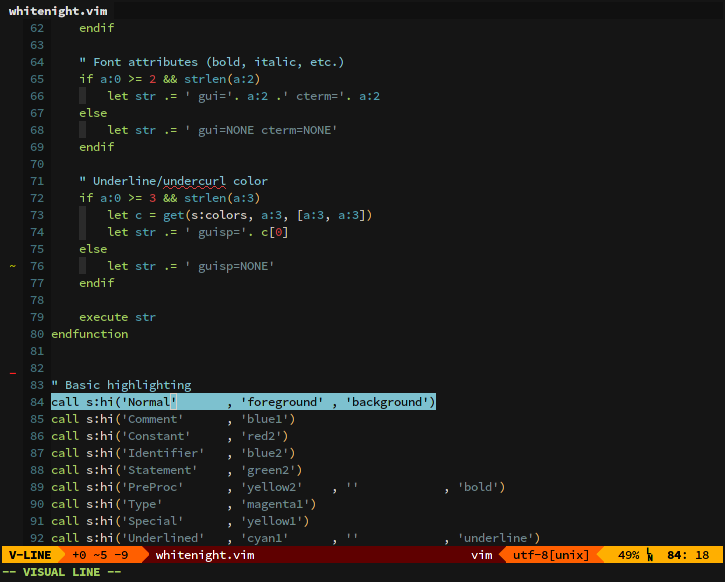 whitenight.vim
62     endif
63
64     " Font attributes (bold, italic, etc.)
65     if a:0 >= 2 && strlen(a:2)
66         let str .= ' gui='. a:2 .' cterm='. a:2
67     else
68         let str .= ' gui=NONE cterm=NONE'
69     endif
70
71     " Underline/undercurl color
72     if a:0 >= 3 && strlen(a:3)
73         let c = get(s:colors, a:3, [a:3, a:3])
74         let str .= ' guisp='. c[0]
75     else
~ 76         let str .= ' guisp=NONE'
77     endif
78
79     execute str
80 endfunction
81
_ 82
83 " Basic highlighting
84 call s:hi('Normal'       , 'foreground' , 'background')
85 call s:hi('Comment'      , 'blue1')
86 call s:hi('Constant'     , 'red2')
87 call s:hi('Identifier'   , 'blue2')
88 call s:hi('Statement'    , 'green2')
89 call s:hi('PreProc'      , 'yellow2'    , ''            , 'bold')
90 call s:hi('Type'         , 'magenta1')
91 call s:hi('Special'      , 'yellow1')
92 call s:hi('Underlined'   , 'cyan1'      , ''            , 'underline')
V-LINE +0 ~5 -9 whitenight.vim vim utf-8[unix] 49% 84: 18
-- VISUAL LINE --